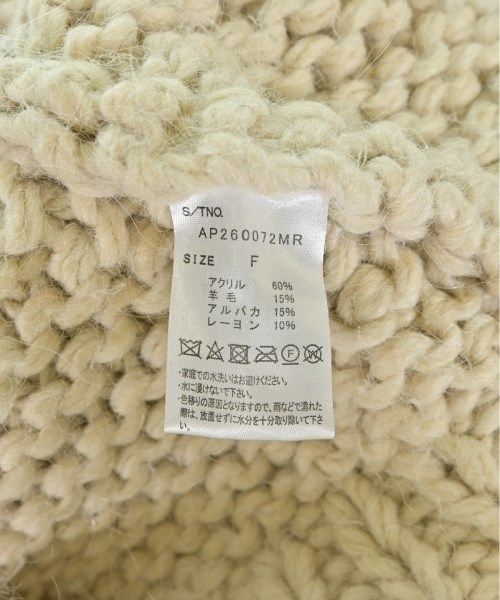 S/TNO.
AP260072MR
SIZE F
アクリル 60%
羊毛 15%
アルパカ 15%
レーヨン 10%
・家庭での水洗いはお避けください。
・水に浸けないで下さい。
・色移りの原因となりますので、雨などで濡れた
際は、放置せずに水分を十分取り除いて下さ
い。